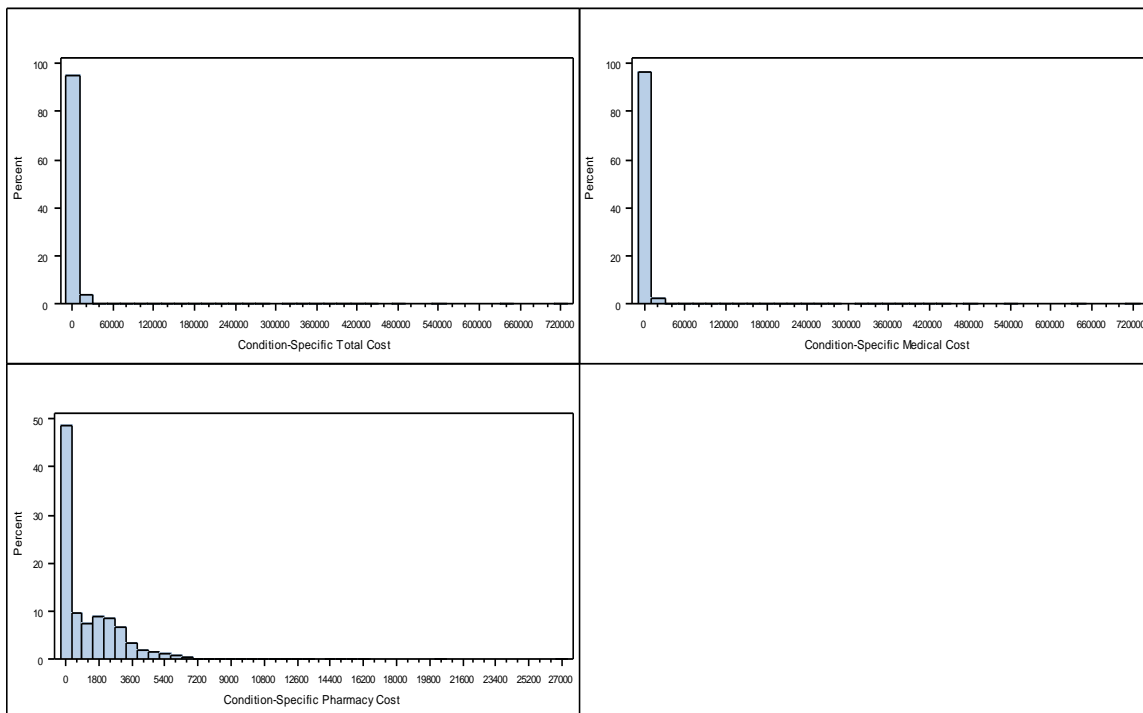 100
80
60
40
20
0
Percent
0 60000 120000 180000 240000 300000 360000 420000 480000 540000 600000 660000 720000
Condition-Specific Total Cost
100
80
60
40
20
0
Percent
0 60000 120000 180000 240000 300000 360000 420000 480000 540000 600000 660000 720000
Condition-Specific Medical Cost
50
40
30
20
10
0
Percent
0 1800 3600 5400 7200 9000 10800 12600 14400 16200 18000 19800 21600 23400 25200 27000
Condition-Specific Pharmacy Cost